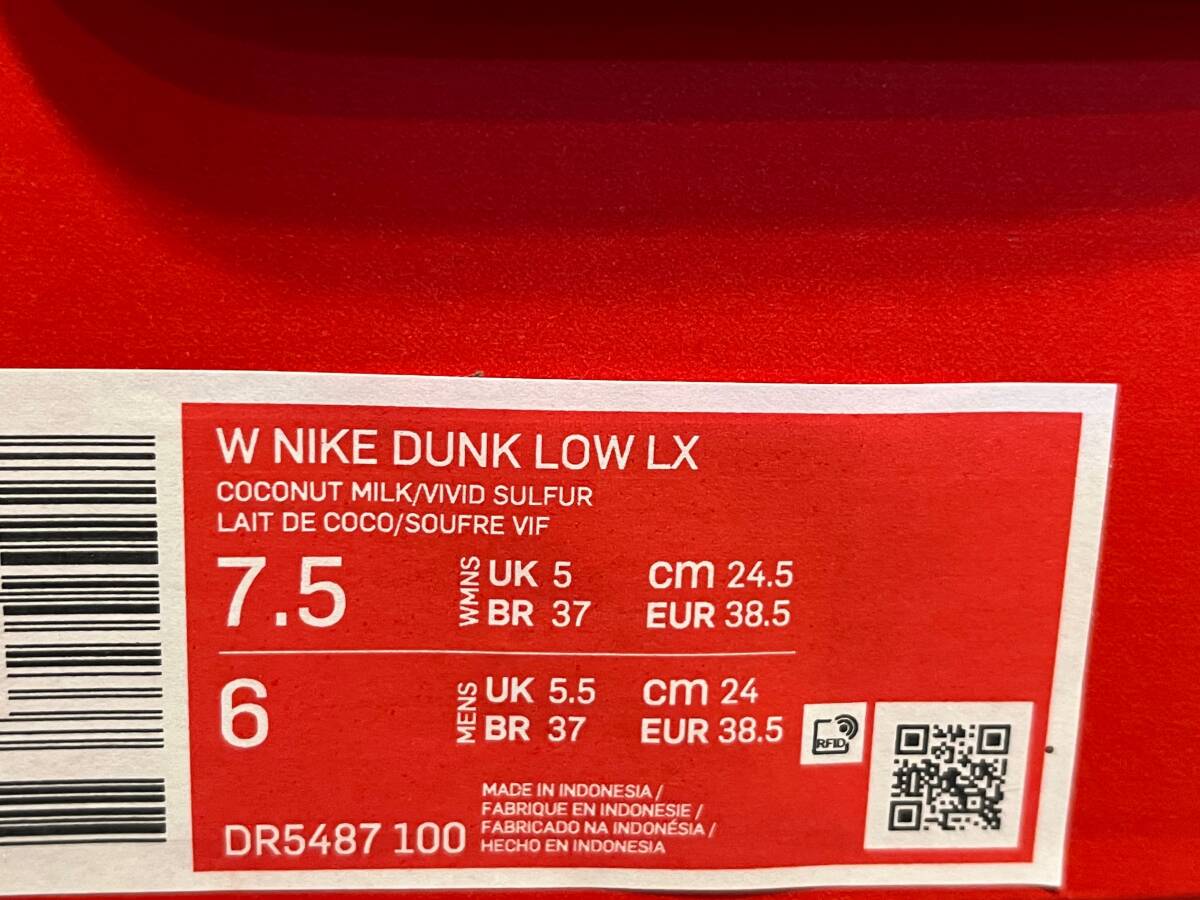 W NIKE DUNK LOW LX
COCONUT MILK/VIVID SULFUR
LAIT DE COCO/SOUFRE VIF
7.5 WMNS UK 5 cm 24.5
BR 37 EUR 38.5
6 MENS UK 5.5 cm 24
BR 37 EUR 38.5
RFID
MADE IN INDONESIA /
FABRIQUE EN INDONESIE /
FABRICADO NA INDONÉSIA /
HECHO EN INDONESIA
DR5487 100